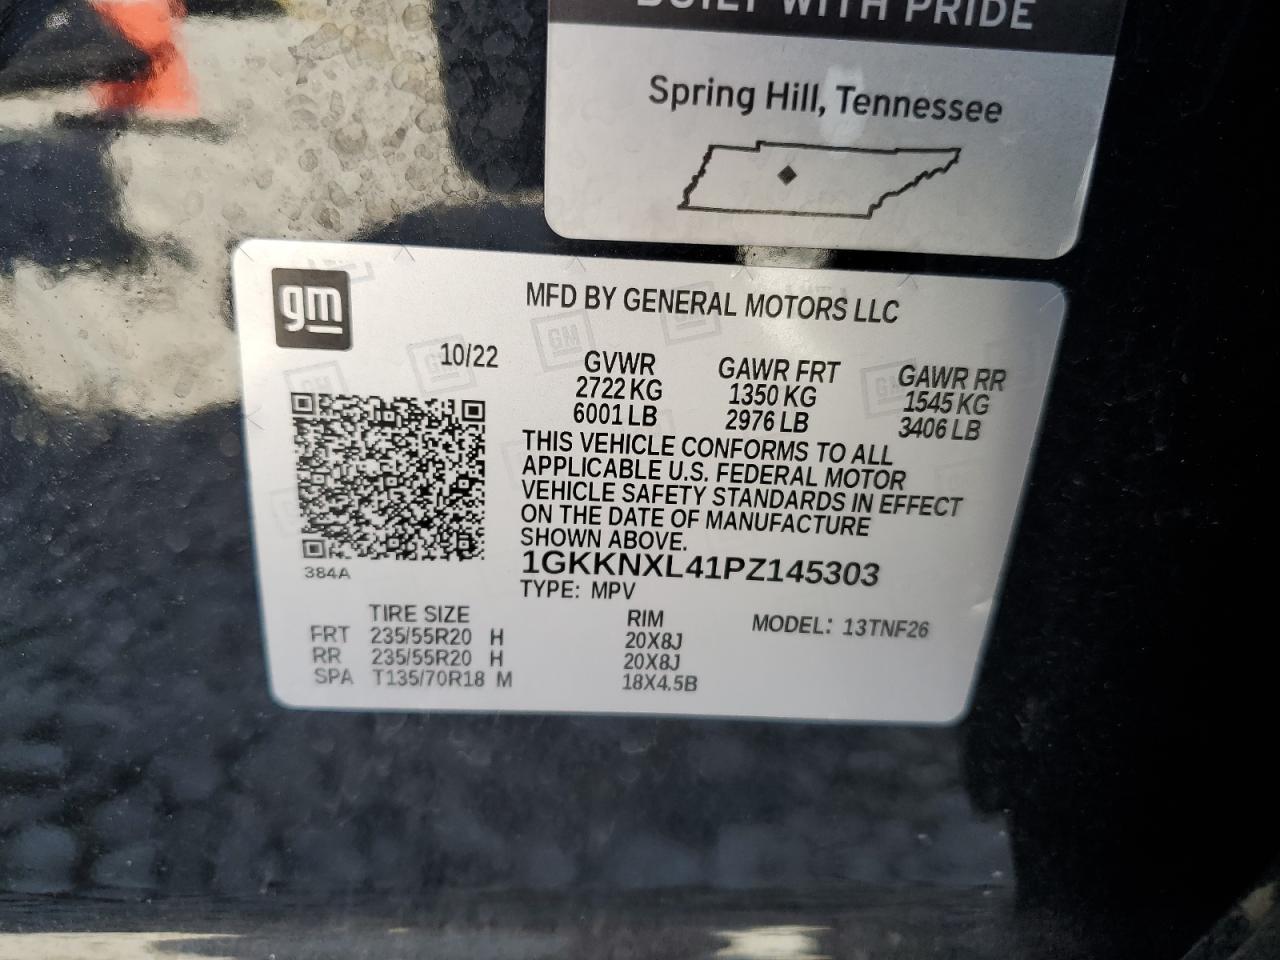 BUILT WITH PRIDE
Spring Hill, Tennessee
gm
MFD BY GENERAL MOTORS LLC
10/22 GVWR GAWR FRT GAWR RR
2722 KG 1350 KG 1545 KG
6001 LB 2976 LB 3406 LB
THIS VEHICLE CONFORMS TO ALL
APPLICABLE U.S. FEDERAL MOTOR
VEHICLE SAFETY STANDARDS IN EFFECT
ON THE DATE OF MANUFACTURE
SHOWN ABOVE.
1GKKNXL41PZ145303
384A
TYPE: MPV
TIRE SIZE RIM MODEL: 13TNF26
FRT 235/55R20 H 20X8J
RR 235/55R20 H 20X8J
SPA T135/70R18 M 18X4.5B